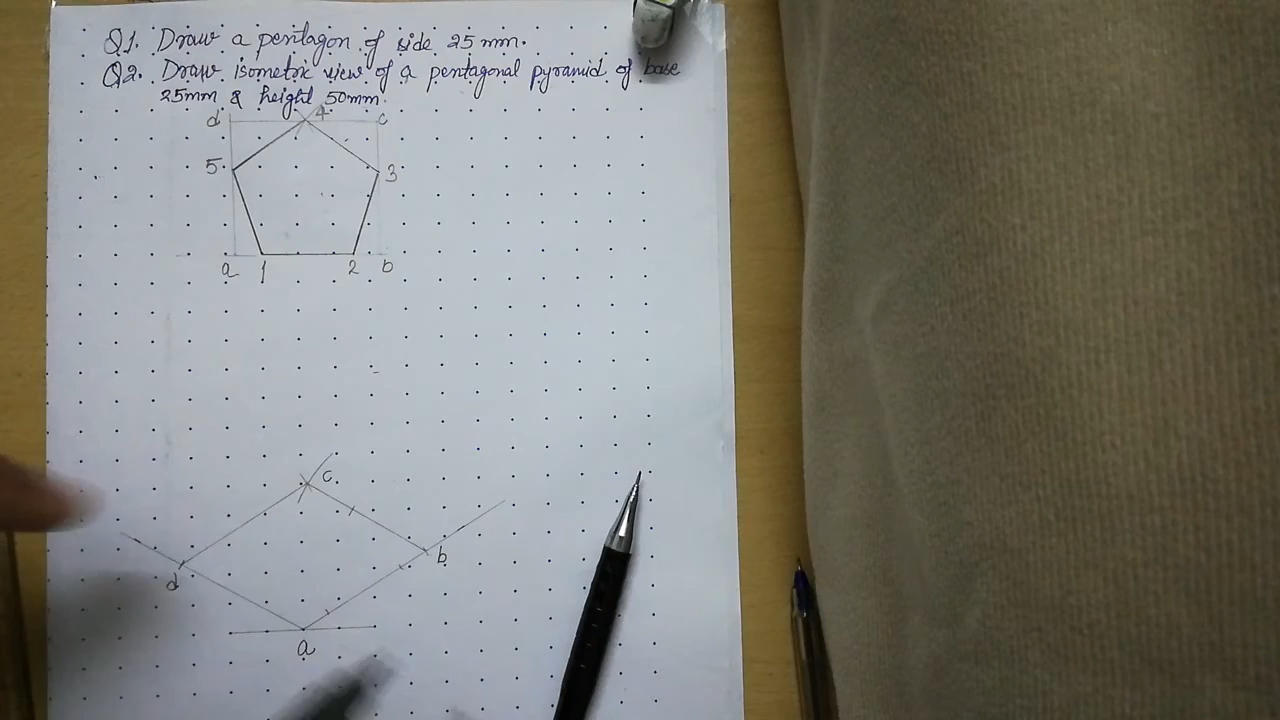 Q1. Draw a pentagon of side 25 mm.
Q2. Draw isometric view of a pentagonal pyramid of base
25mm & height 50mm.
d 4 c
5 3
a 1 2 b
c
b
d
a